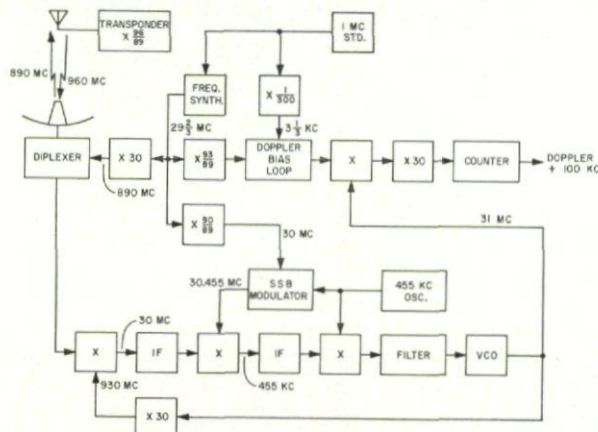 TRANSPONDER
X 96/89
1 MC
STD.
890 MC
960 MC
FREQ.
SYNTH.
X 1/300
29 2/3 MC
3 1/3 KC
DIPLEXER
X 30
X 93/89
DOPPLER
BIAS
LOOP
X
X 30
COUNTER
DOPPLER
+ 100 KC
890 MC
X 90/89
30 MC
31 MC
30.455 MC
SSB
MODULATOR
455 KC
OSC.
X
30 MC
IF
X
455 KC
IF
X
FILTER
VCO
930 MC
X 30